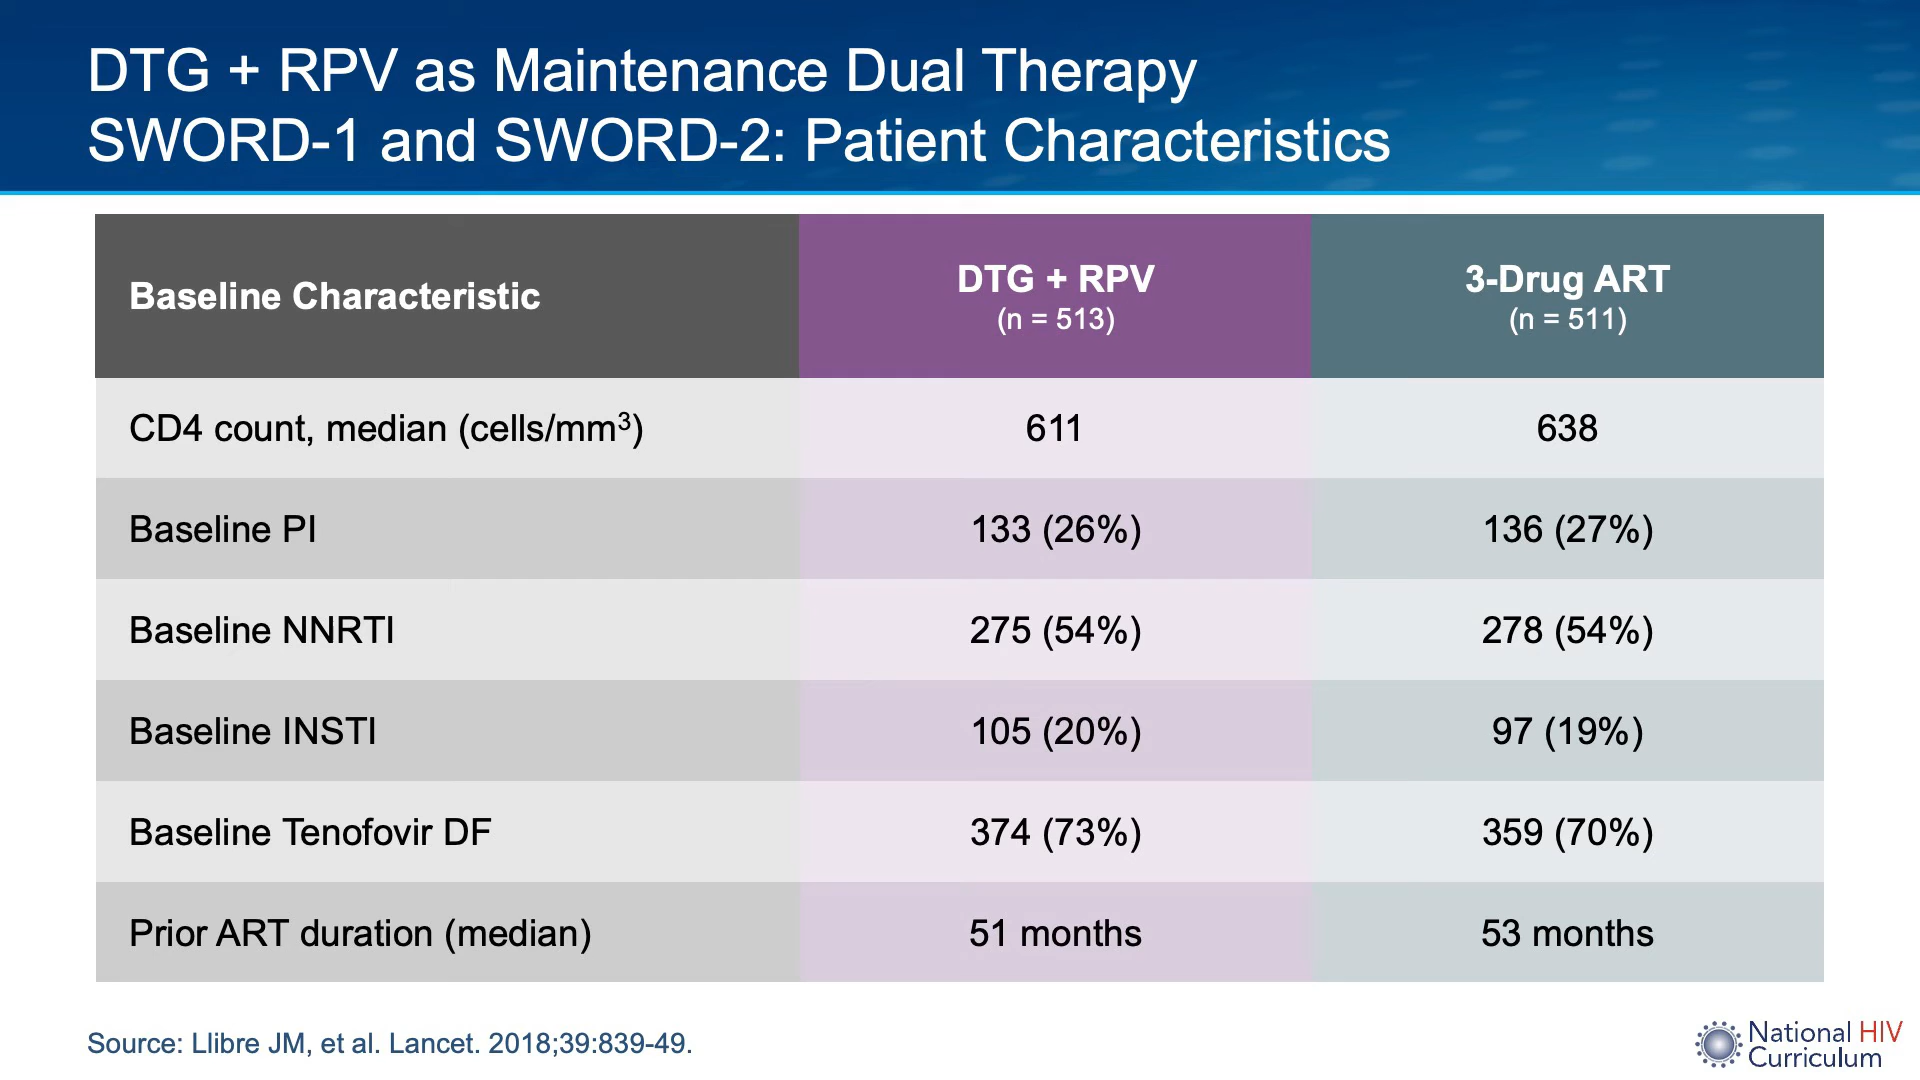 DTG + RPV as Maintenance Dual Therapy
SWORD-1 and SWORD-2: Patient Characteristics
Baseline Characteristic
DTG + RPV
(n = 513)
3-Drug ART
(n = 511)
CD4 count, median (cells/mm³) 611 638
Baseline PI 133 (26%) 136 (27%)
Baseline NNRTI 275 (54%) 278 (54%)
Baseline INSTI 105 (20%) 97 (19%)
Baseline Tenofovir DF 374 (73%) 359 (70%)
Prior ART duration (median) 51 months 53 months
Source: Llibre JM, et al. Lancet. 2018;39:839-49.
National HIV
Curriculum